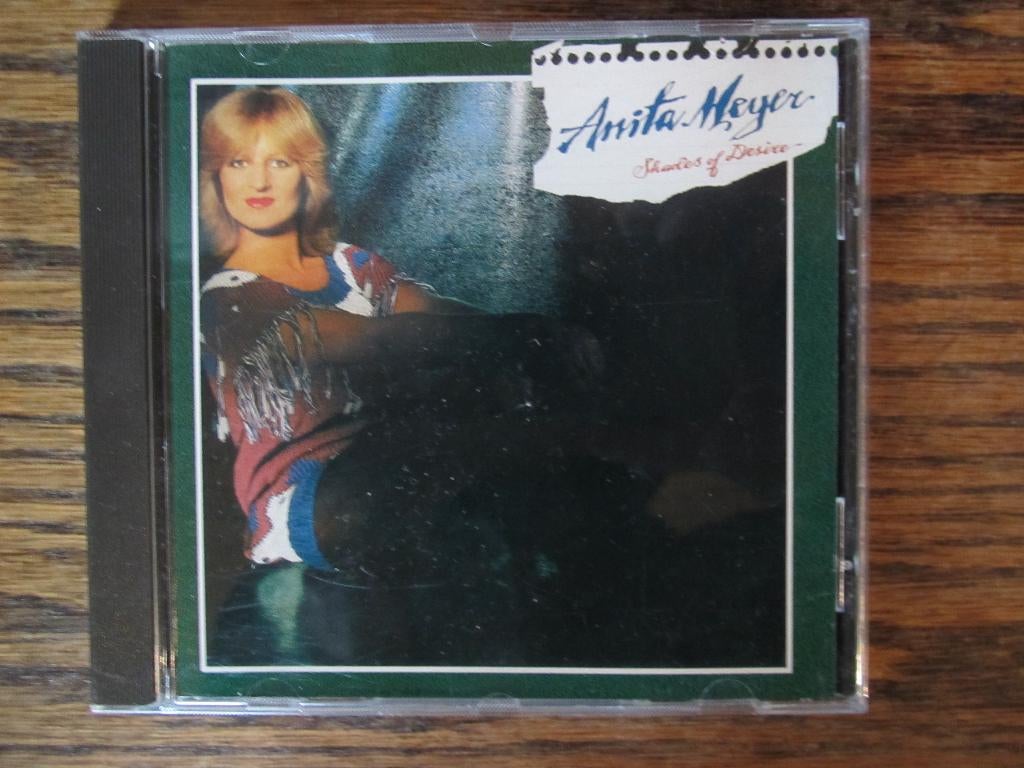 Anita Meyer
Shades of Desire